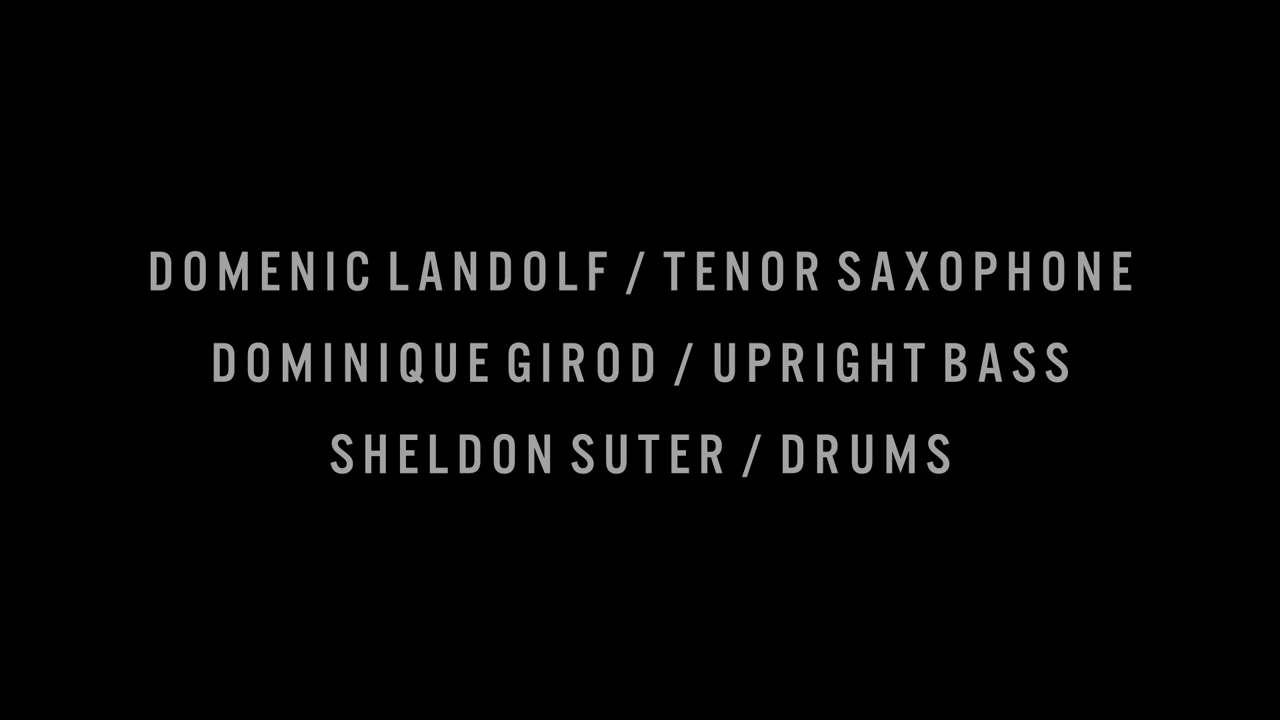 DOMENIC LANDOLF / TENOR SAXOPHONE
DOMINIQUE GIROD / UPRIGHT BASS
SHELDON SUTER / DRUMS